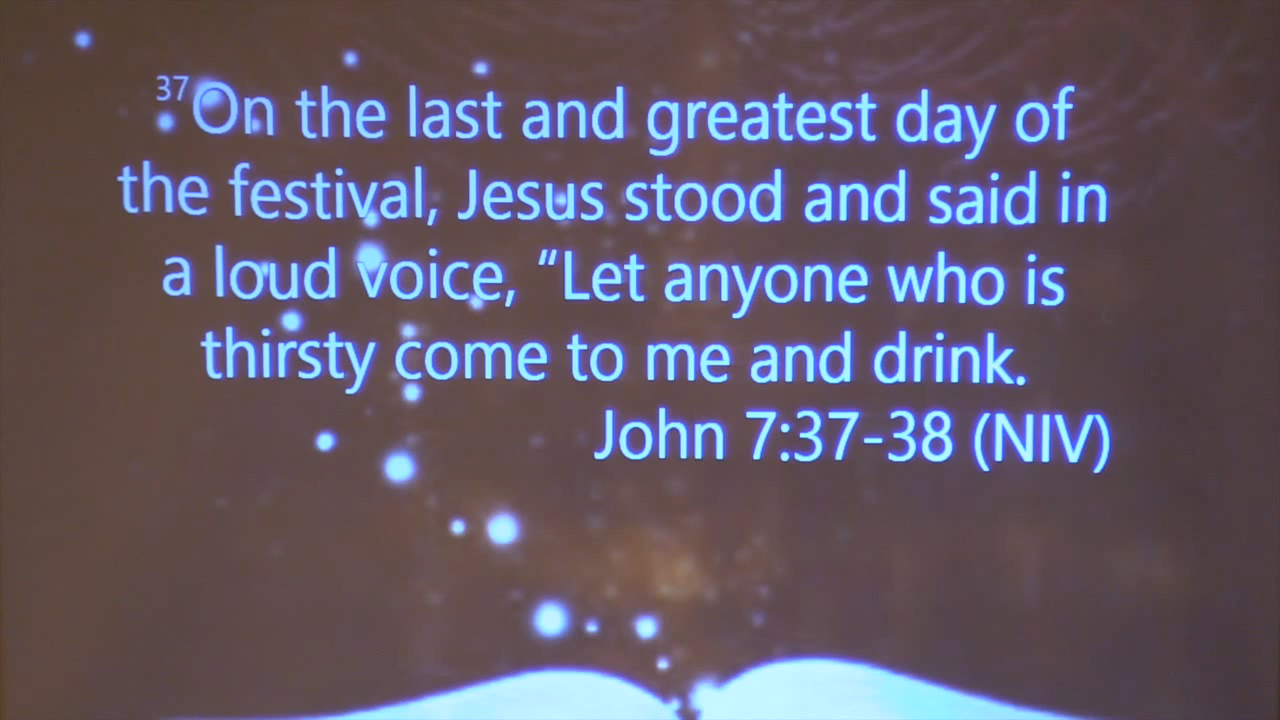 37On the last and greatest day of
the festival, Jesus stood and said in
a loud voice, “Let anyone who is
thirsty come to me and drink.
John 7:37-38 (NIV)